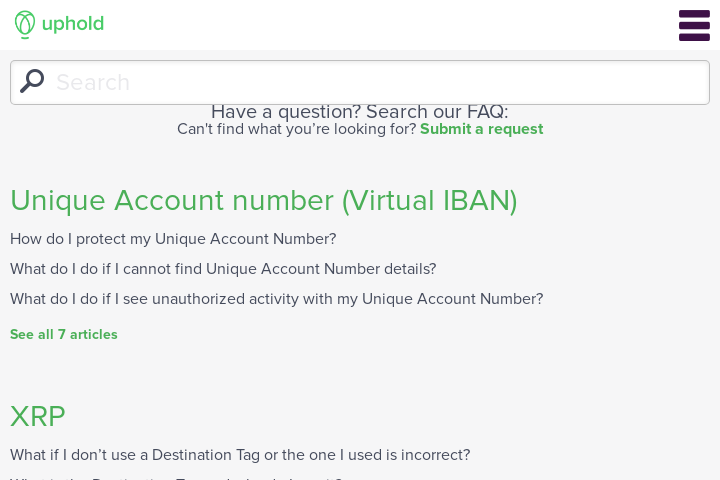 uphold
Search
Have a question? Search our FAQ:
Can't find what you’re looking for? Submit a request
Unique Account number (Virtual IBAN)
How do I protect my Unique Account Number?
What do I do if I cannot find Unique Account Number details?
What do I do if I see unauthorized activity with my Unique Account Number?
See all 7 articles
XRP
What if I don’t use a Destination Tag or the one I used is incorrect?